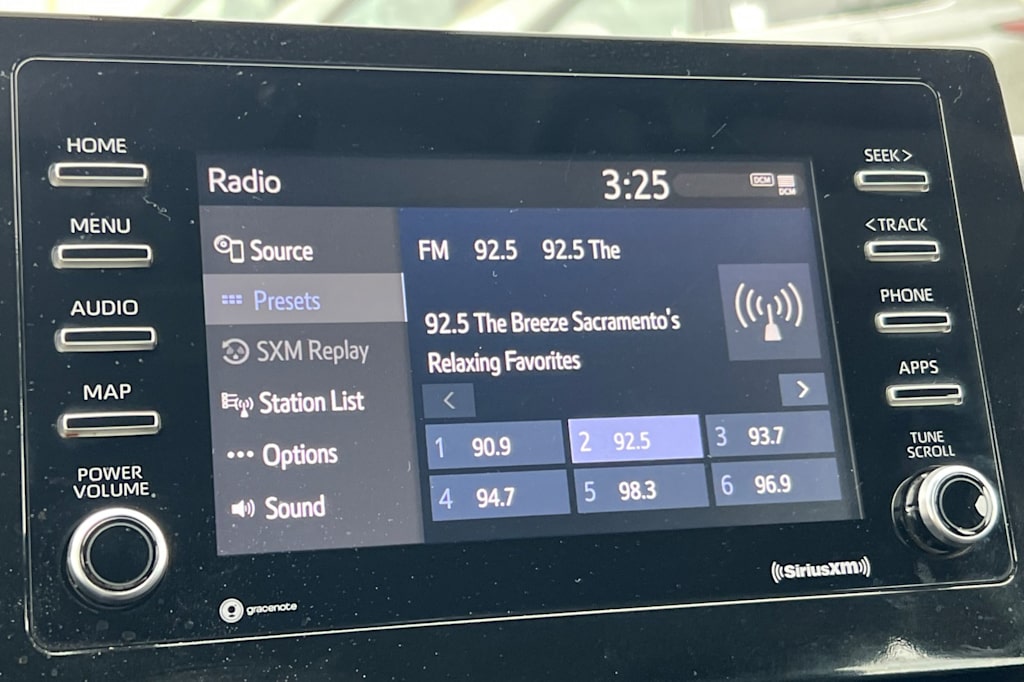 HOME
MENU
AUDIO
MAP
POWER
VOLUME
Radio
3:25
DCM
DCM
Source
Presets
SXM Replay
Station List
Options
Sound
FM 92.5 92.5 The
92.5 The Breeze Sacramento's
Relaxing Favorites
<
>
1 90.9
2 92.5
3 93.7
4 94.7
5 98.3
6 96.9
SEEK >
< TRACK
PHONE
APPS
TUNE
SCROLL
gracenote
((SiriusXM))